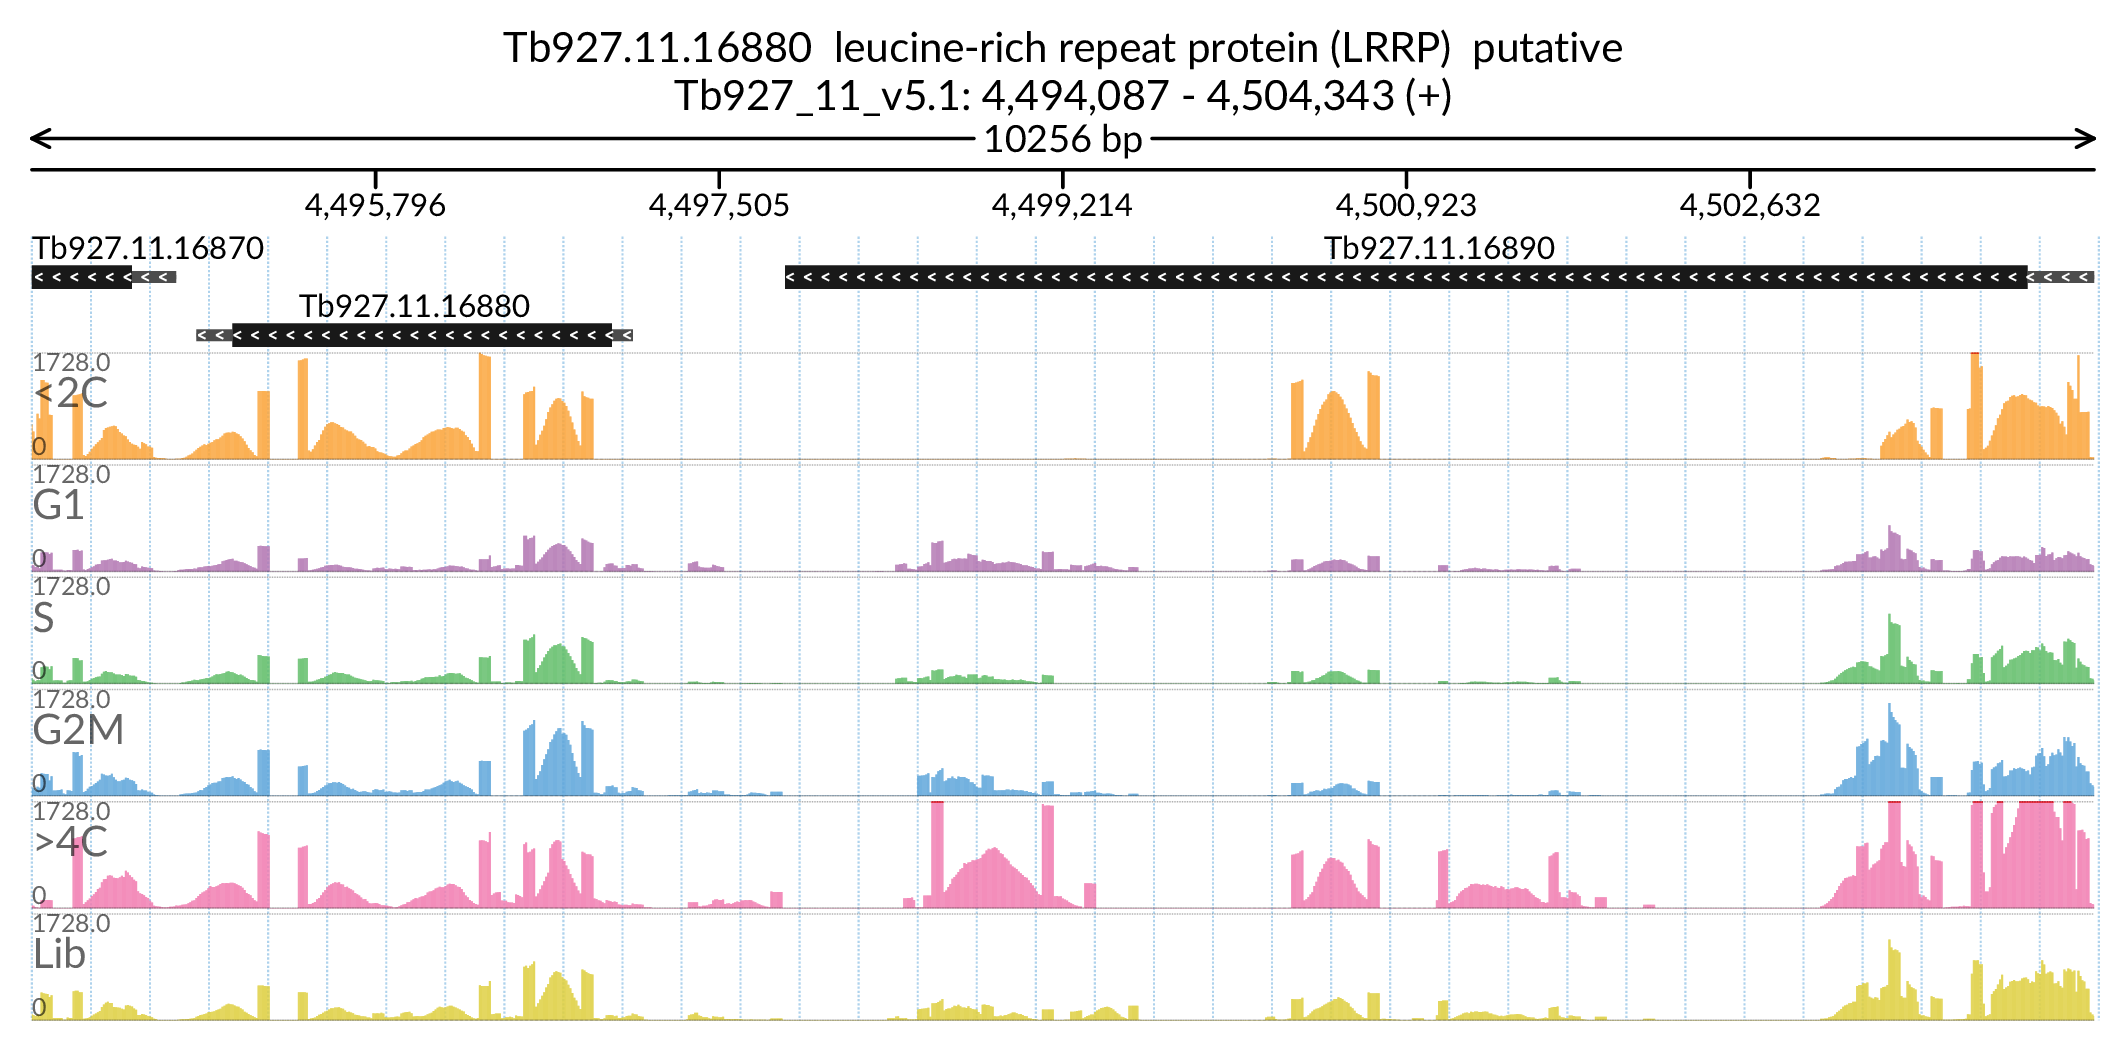 Tb927.11.16880 leucine-rich repeat protein (LRRP) putative
Tb927_11_v5.1: 4,494,087 - 4,504,343 (+)
10256 bp
4,495,796 4,497,505 4,499,214 4,500,923 4,502,632
Tb927.11.16870 Tb927.11.16890
Tb927.11.16880
1728.0
<2C
0
1728.0
G1
0
1728.0
S
0
1728.0
G2M
0
1728.0
>4C
0
1728.0
Lib
0